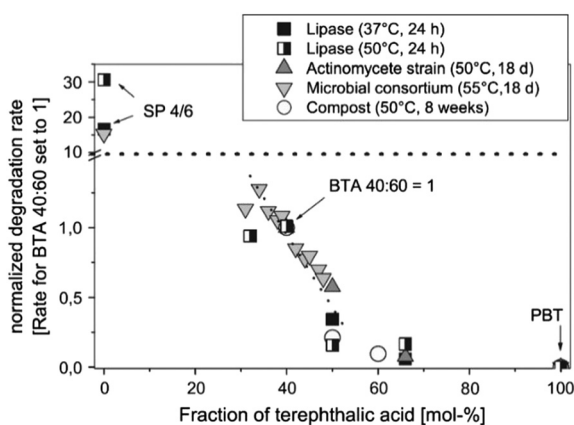 Lipase (37°C, 24 h)
Lipase (50°C, 24 h)
Actinomycete strain (50°C, 18 d)
Microbial consortium (55°C, 18 d)
Compost (50°C, 8 weeks)
30
20
10
1,0
0,5
0,0
SP 4/6
BTA 40:60 = 1
PBT
0
20
40
60
80
100
normalized degradation rate
[Rate for BTA 40:60 set to 1]
Fraction of terephthalic acid [mol-%]